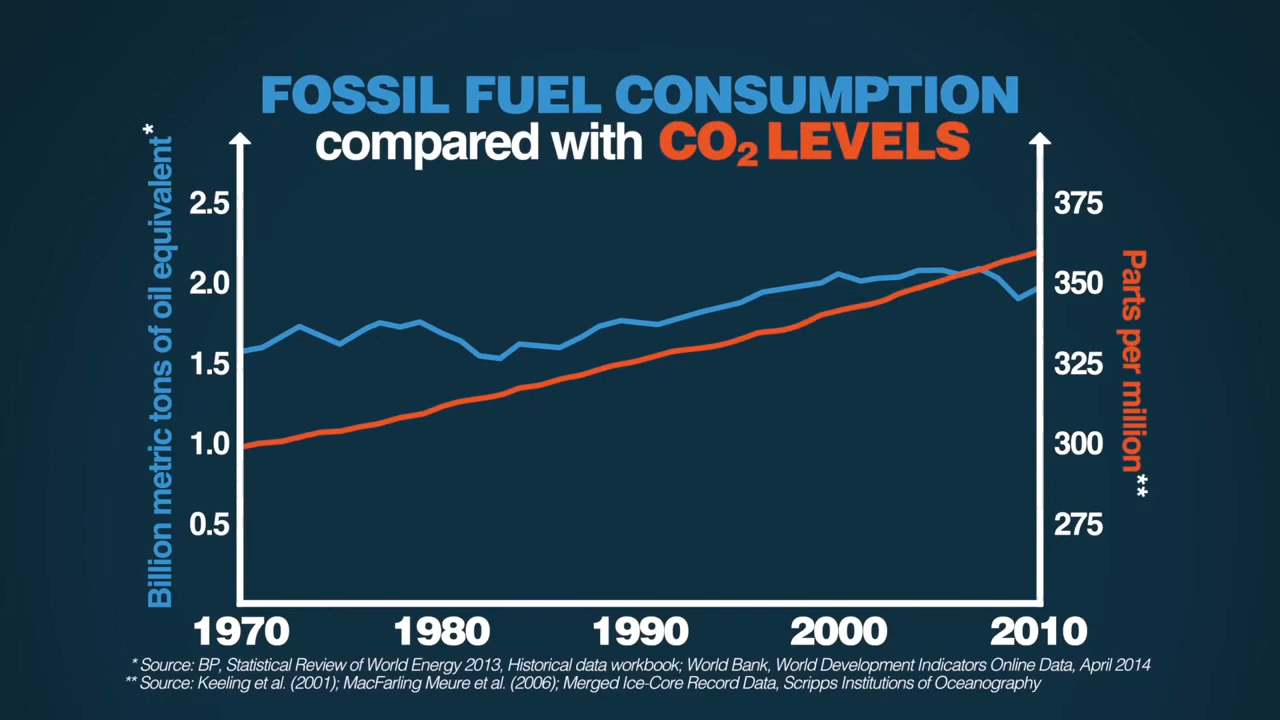 FOSSIL FUEL CONSUMPTION
compared with CO₂ LEVELS
Billion metric tons of oil equivalent*
2.5
2.0
1.5
1.0
0.5
375
350
325
300
275
Parts per million**
1970 1980 1990 2000 2010
* Source: BP, Statistical Review of World Energy 2013, Historical data workbook; World Bank, World Development Indicators Online Data, April 2014
** Source: Keeling et al. (2001); MacFarling Meure et al. (2006); Merged Ice-Core Record Data, Scripps Institutions of Oceanography